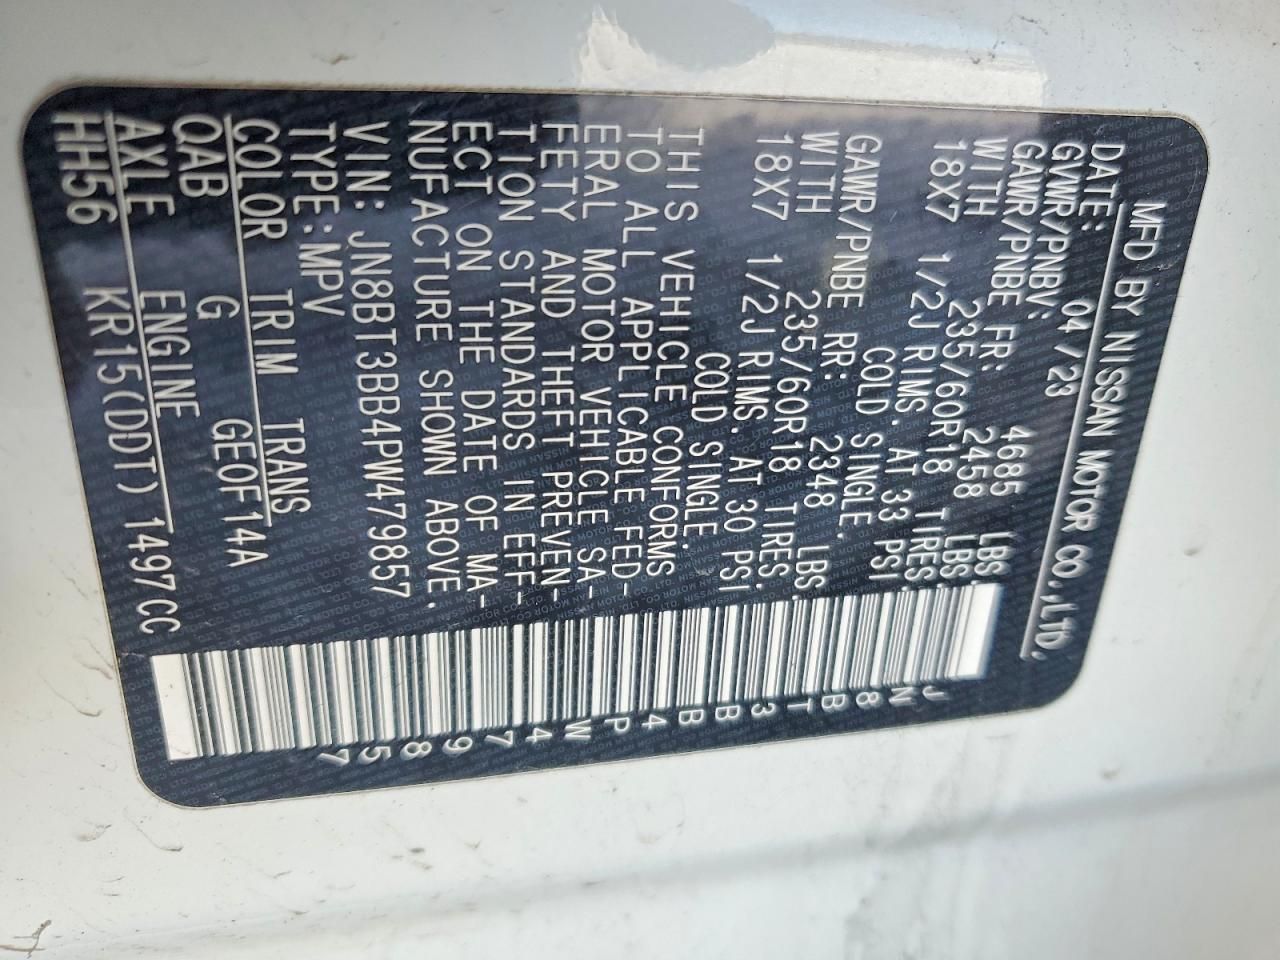 MFD BY NISSAN MOTOR CO.,LTD.
DATE: 04/23
GVWR/PNBV: 4685 LBS.
GAWR/PNBE FR: 2458 LBS.
WITH 235/60R18 TIRES.
18X7 1/2J RIMS. AT 33 PSI
COLD. SINGLE.
GAWR/PNBE RR: 2348 LBS
WITH 235/60R18 TIRES.
18X7 1/2J RIMS. AT 30 PSI
COLD SINGLE.
THIS VEHICLE CONFORMS
TO ALL APPLICABLE FED-
ERAL MOTOR VEHICLE SA-
FETY AND THEFT PREVEN-
TION STANDARDS IN EFF-
ECT ON THE DATE OF MA-
NUFACTURE SHOWN ABOVE.
VIN: JN8BT3BB4PW479857
TYPE:MPV
COLOR TRIM TRANS
QAB G GE0F14A
AXLE ENGINE
HH56 KR15(DDT) 1497CC
JN8BT3BB4PW479857